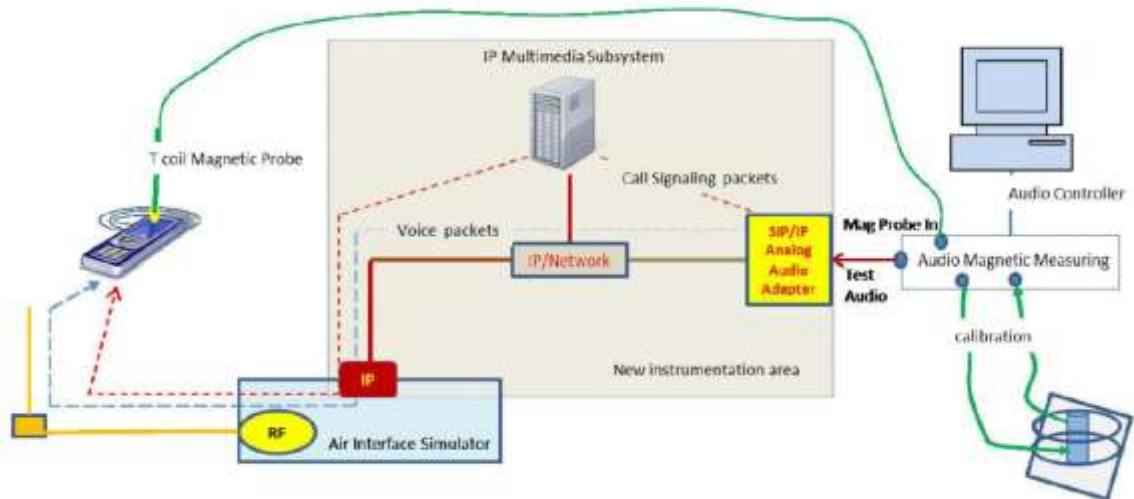 IP Multimedia Subsystem
T coil Magnetic Probe
Call Signaling packets
Audio Controller
Voice packets
IP/Network
SIP/IP
Analog
Audio
Adapter
Mag Probe In
Test
Audio
Audio Magnetic Measuring
calibration
IP
New instrumentation area
RF
Air Interface Simulator